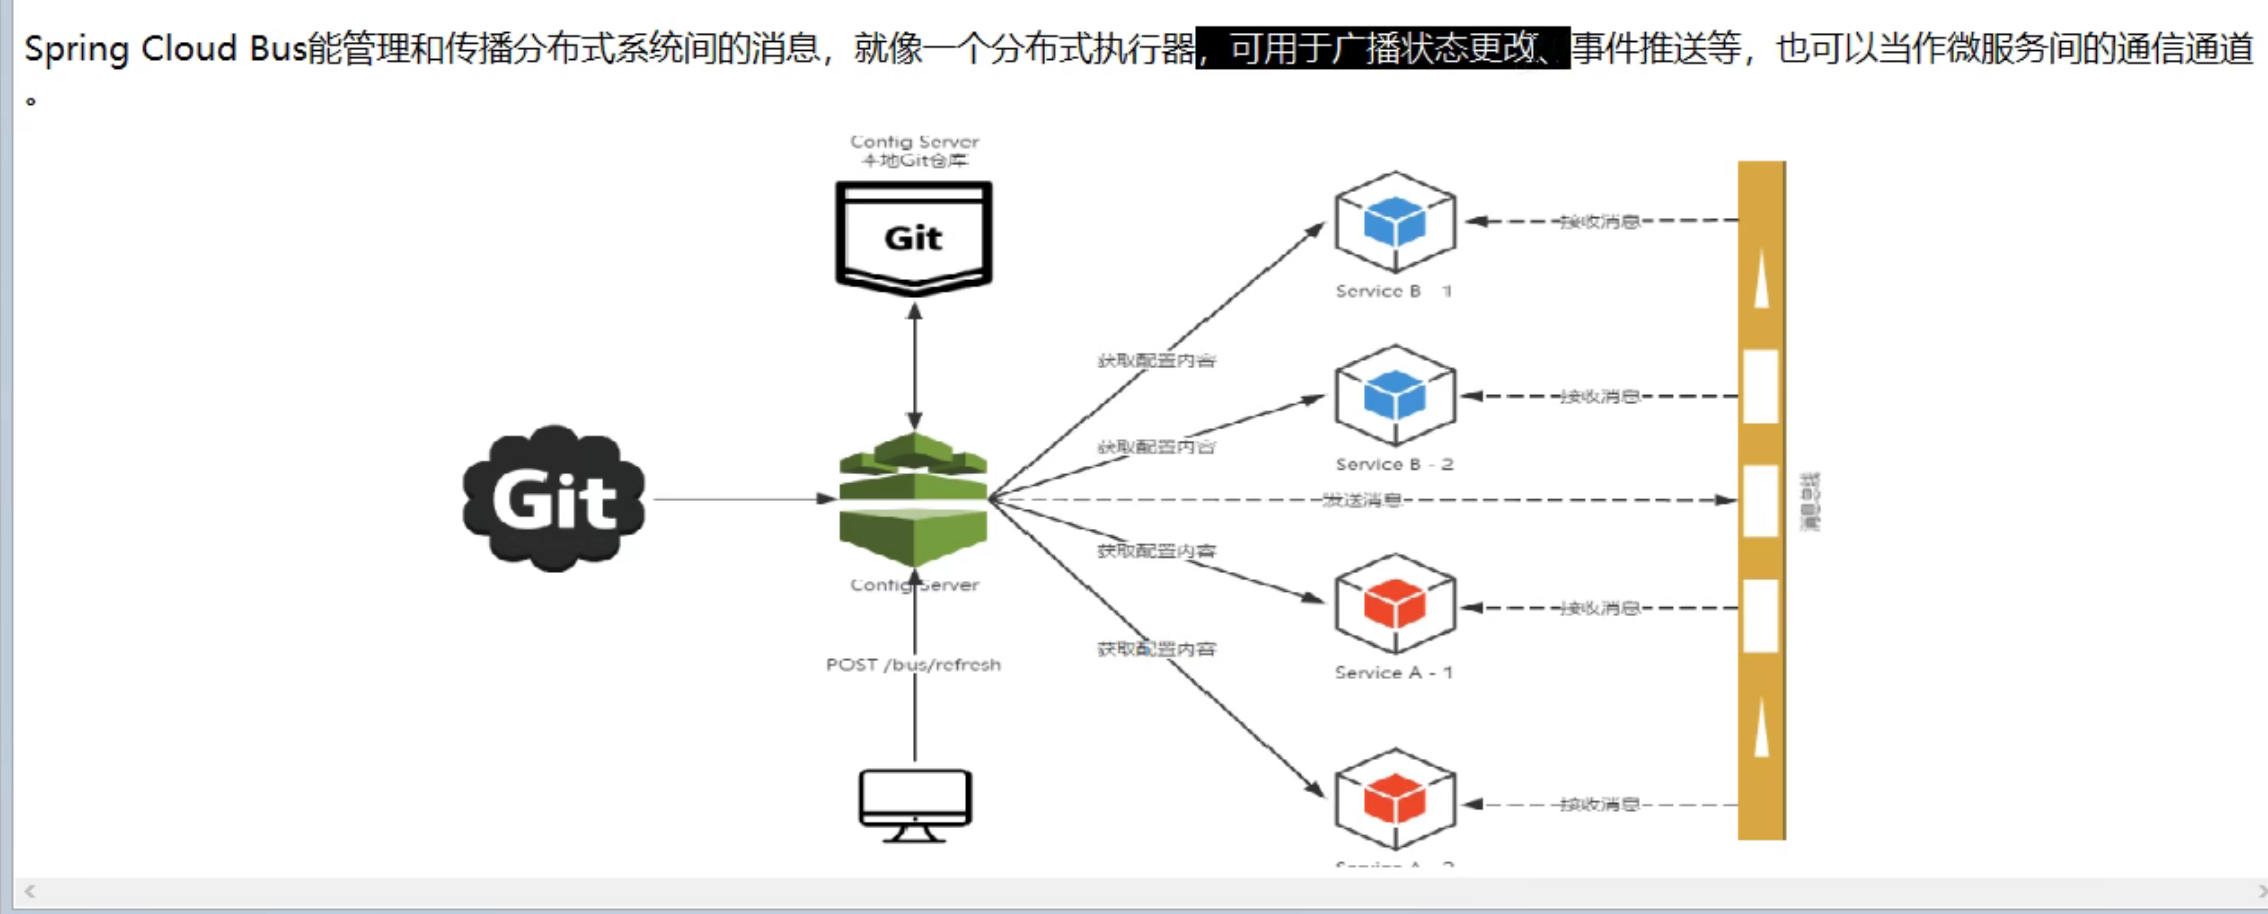 Spring Cloud Bus能管理和传播分布式系统间的消息，就像一个分布式执行器，可用于广播状态更改、事件推送等，也可以当作微服务间的通信通道
。
Config Server
本地Git仓库
Git
接收消息
Service B - 1
获取配置内容
接收消息
获取配置内容
Service B - 2
Git
发送消息
消息总线
获取配置内容
Config Server
接收消息
获取配置内容
POST /bus/refresh
Service A - 1
接收消息
Service A - 2